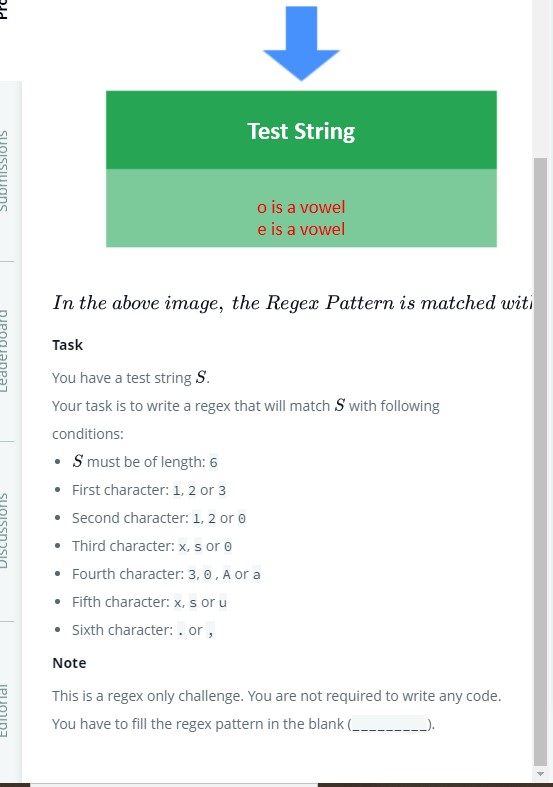 Submissions
Leaderboard
Discussions
Editorial
Test String
o is a vowel
e is a vowel
In the above image, the Regex Pattern is matched with
Task
You have a test string S.
Your task is to write a regex that will match S with following
conditions:
• S must be of length: 6
• First character: 1, 2 or 3
• Second character: 1, 2 or 0
• Third character: x, s or 0
• Fourth character: 3, 0 , A or a
• Fifth character: x, s or u
• Sixth character: . or ,
Note
This is a regex only challenge. You are not required to write any code.
You have to fill the regex pattern in the blank (_________).